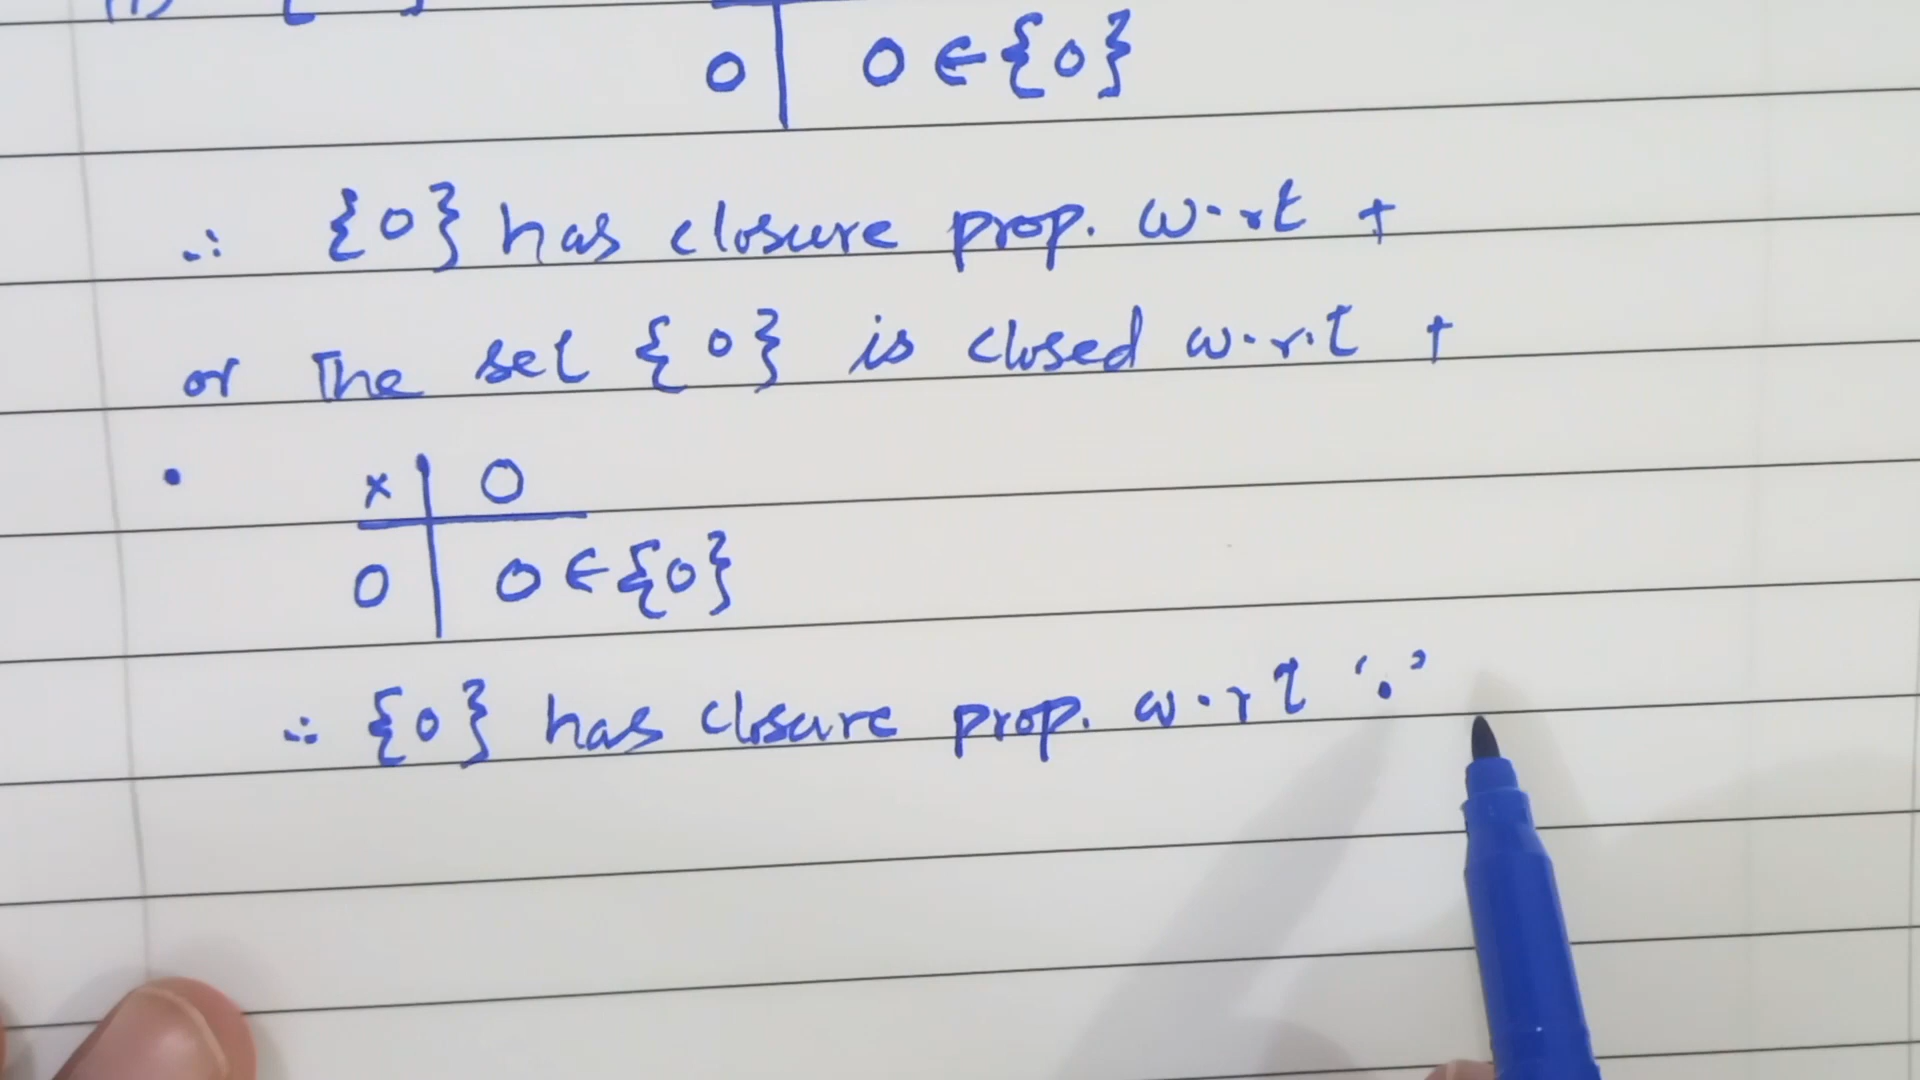 0 | 0 ∈ {0}
∴ {0} has closure prop. w.r.t +
or The set {0} is closed w.r.t +
• × | 0
0 | 0 ∈ {0}
∴ {0} has closure prop. w.r.t '.'